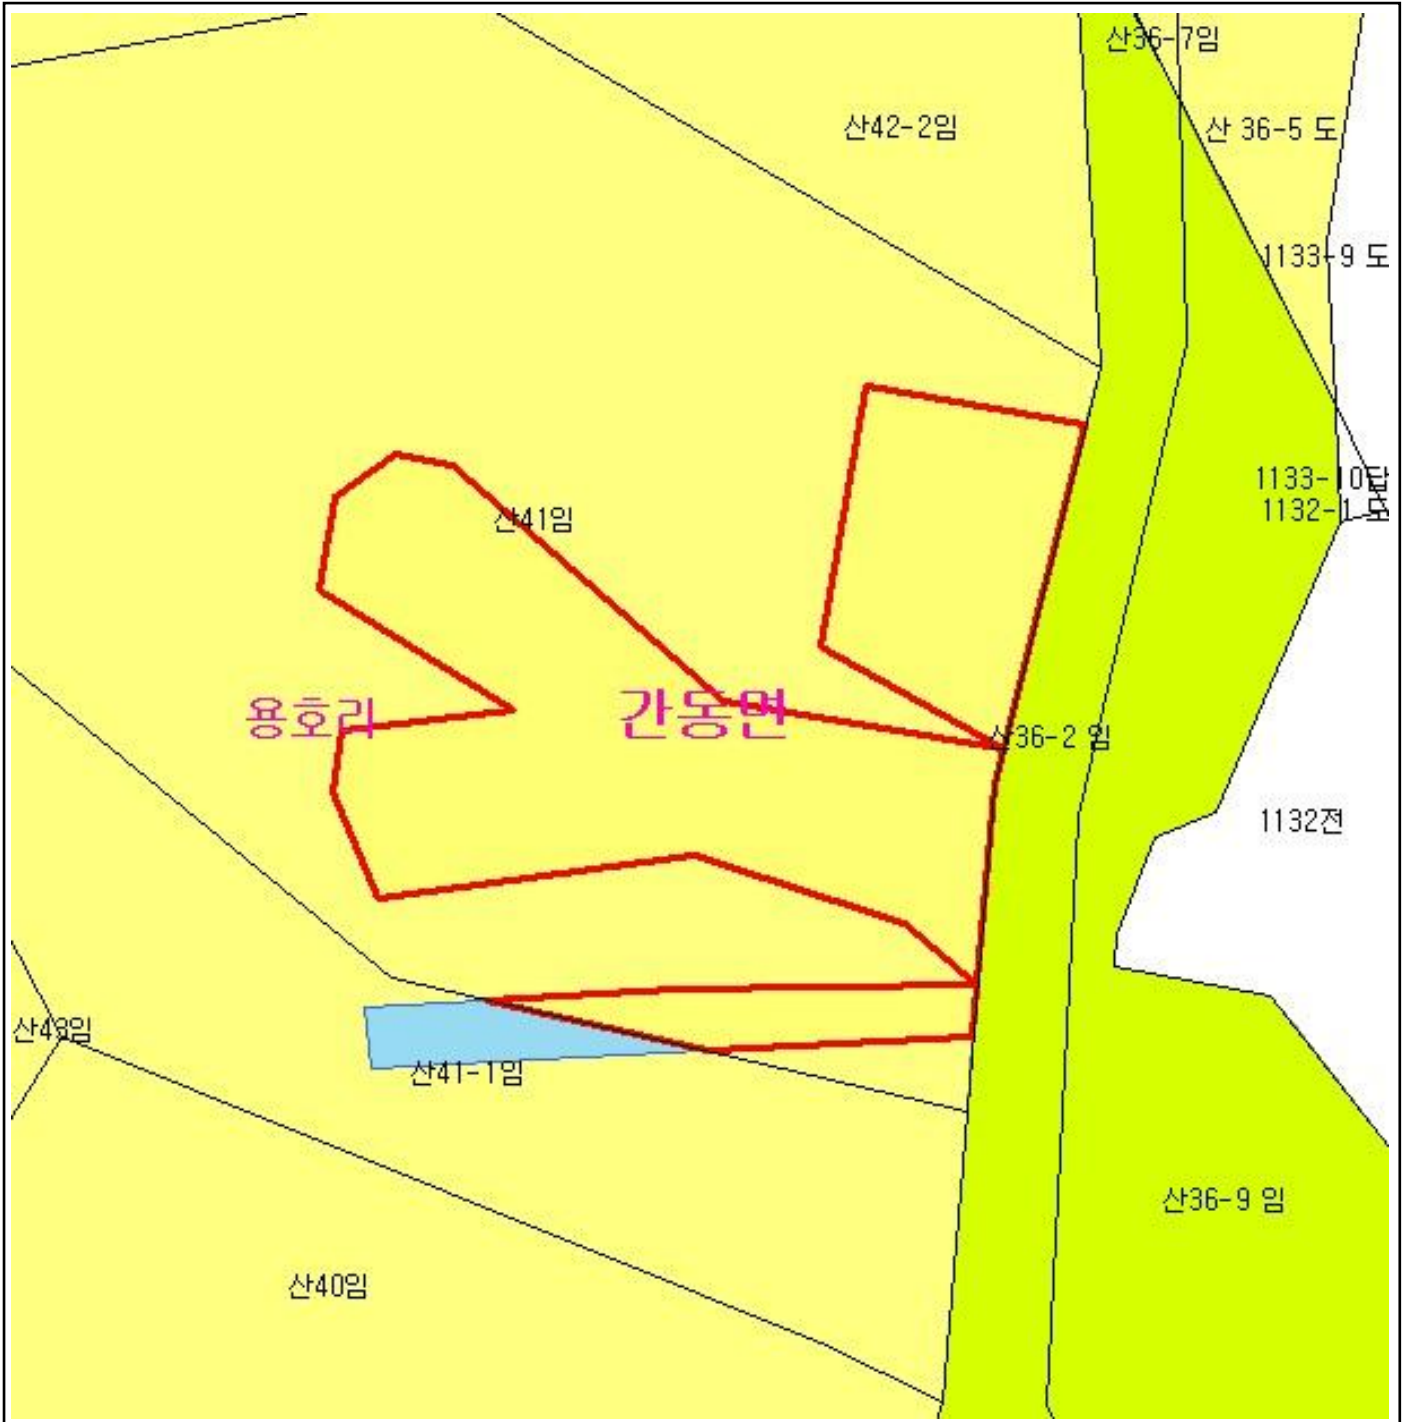 산36-7임
산42-2임
산 36-5 도
1133-9 도
1133-10답
1132-1 도
산41임
용호리
간동면
산36-2 임
1132전
산43임
산41-1임
산36-9 임
산40임